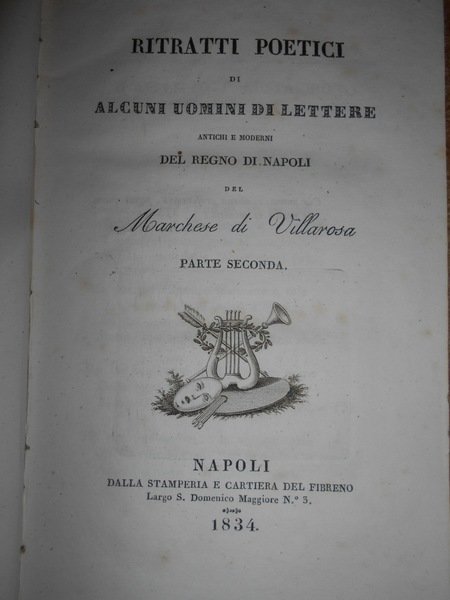 RITRATTI POETICI
DI
ALCUNI UOMINI DI LETTERE
ANTICHI E MODERNI
DEL REGNO DI NAPOLI
DEL
Marchese di Villarosa
PARTE SECONDA.
NAPOLI
DALLA STAMPERIA E CARTIERA DEL FIBRENO
Largo S. Domenico Maggiore N.º 3.
1834.